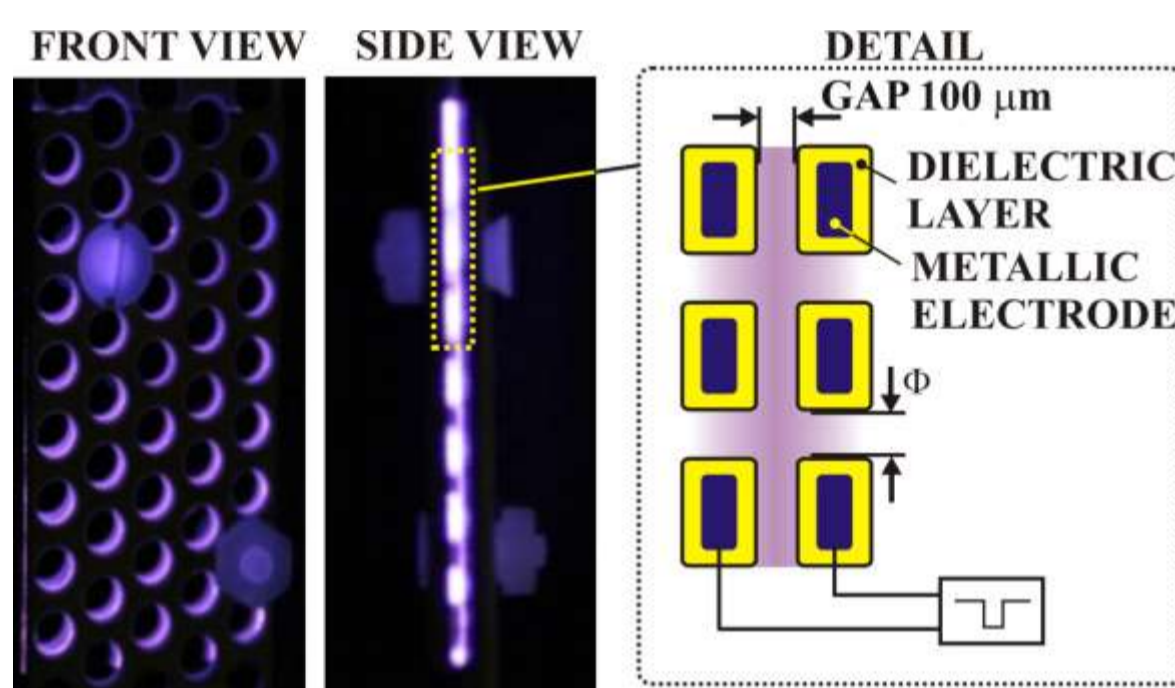 FRONT VIEW
SIDE VIEW
DETAIL
GAP 100 μm
DIELECTRIC
LAYER
METALLIC
ELECTRODE
Φ